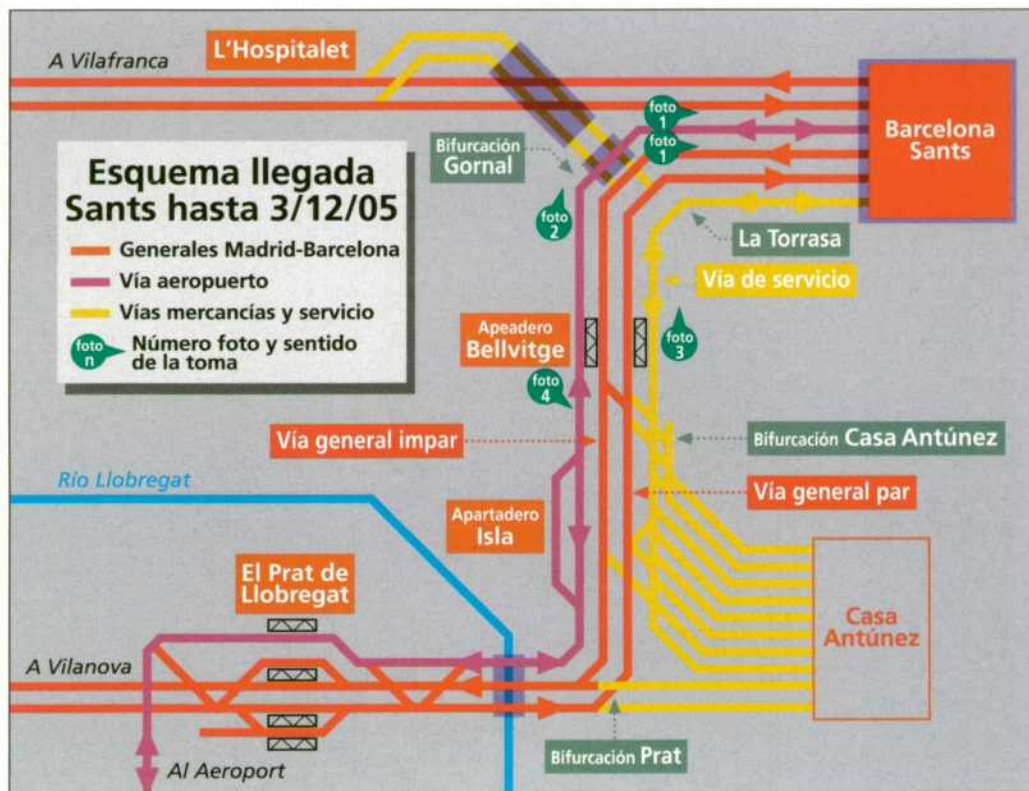 L'Hospitalet
A Vilafranca
foto
1
foto
1
Barcelona
Sants
Bifurcación
Gornal
Esquema llegada
Sants hasta 3/12/05
Generales Madrid-Barcelona
Vía aeropuerto
Vías mercancías y servicio
foto
n
Número foto y sentido
de la toma
foto
2
La Torrasa
Vía de servicio
Apeadero
Bellvitge
foto
3
foto
4
Vía general impar
Bifurcación Casa Antúnez
Río Llobregat
Vía general par
Apartadero
Isla
El Prat de
Llobregat
Casa
Antúnez
A Vilanova
Bifurcación Prat
Al Aeroport